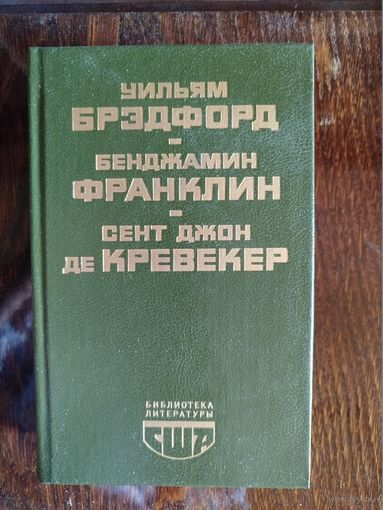 УИЛЬЯМ
БРЭДФОРД
-
БЕНДЖАМИН
ФРАНКЛИН
-
СЕНТ ДЖОН
ДЕ КРЕВЕКЕР
БИБЛИОТЕКА
ЛИТЕРАТУРЫ
США